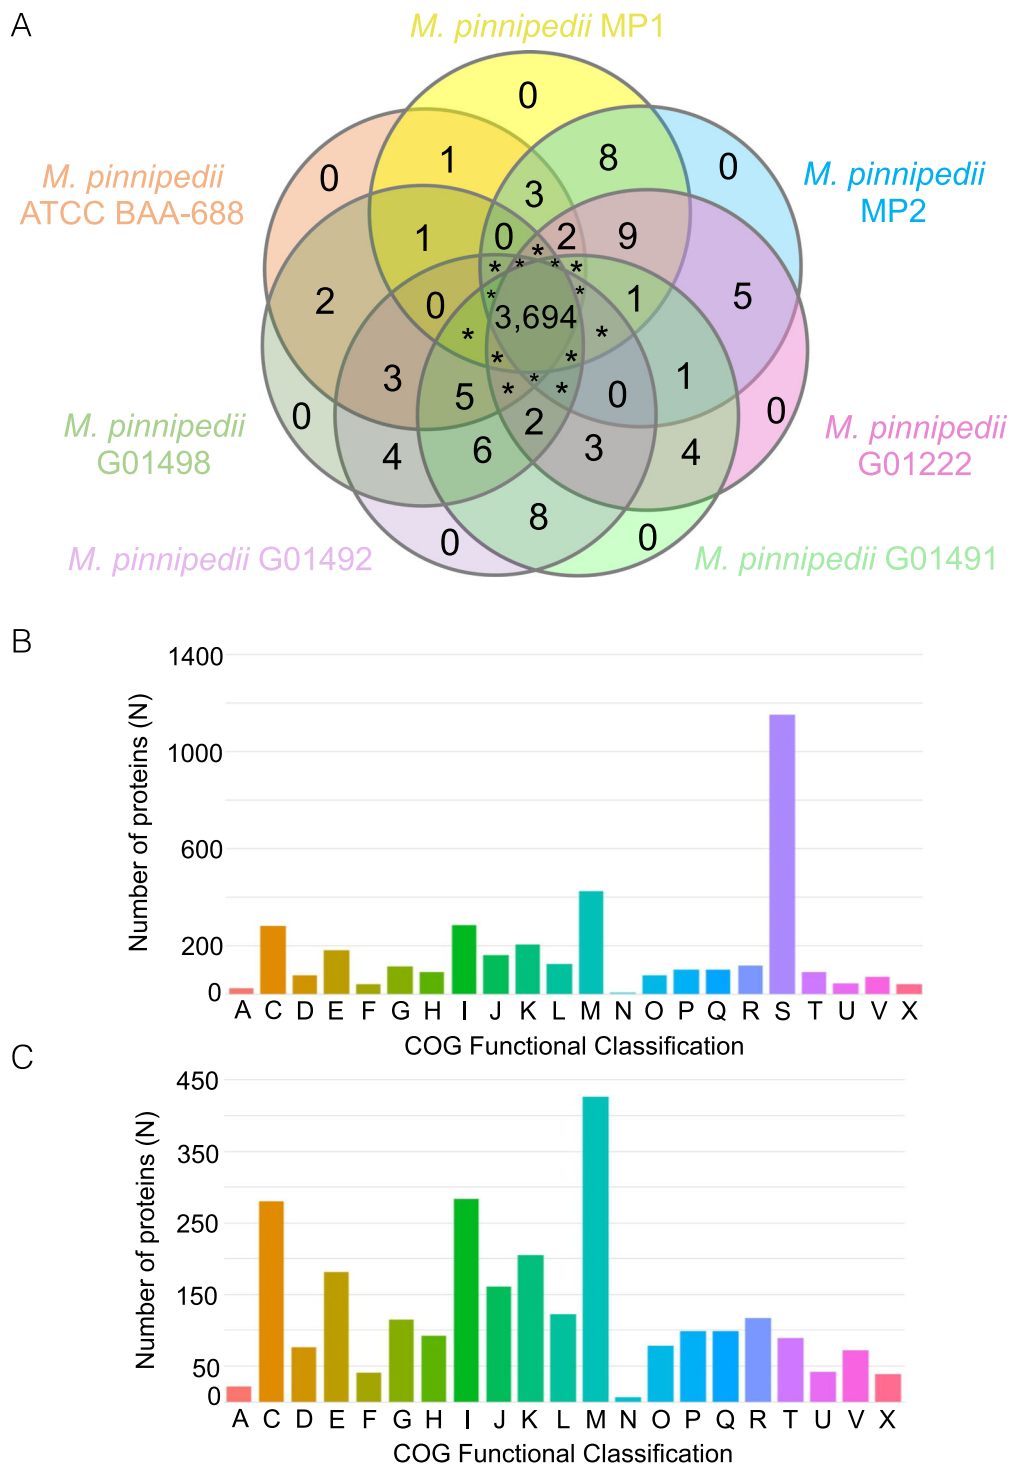 A
M. pinnipedii MP1
0
1
8
0
0
M. pinnipedii
ATCC BAA-688
M. pinnipedii
MP2
3
1
0
*
2
9
*
*
*
*
2
0
*
3,694
*
1
5
*
*
*
*
3
5
*
*
*
0
1
0
0
2
M. pinnipedii
G01498
M. pinnipedii
G01222
4
6
3
4
8
0
0
M. pinnipedii G01492
M. pinnipedii G01491
B
1400
1000
600
200
0
Number of proteins (N)
A C D E F G H I J K L M N O P Q R S T U V X
COG Functional Classification
C
450
350
250
150
50
0
Number of proteins (N)
A C D E F G H I J K L M N O P Q R T U V X
COG Functional Classification